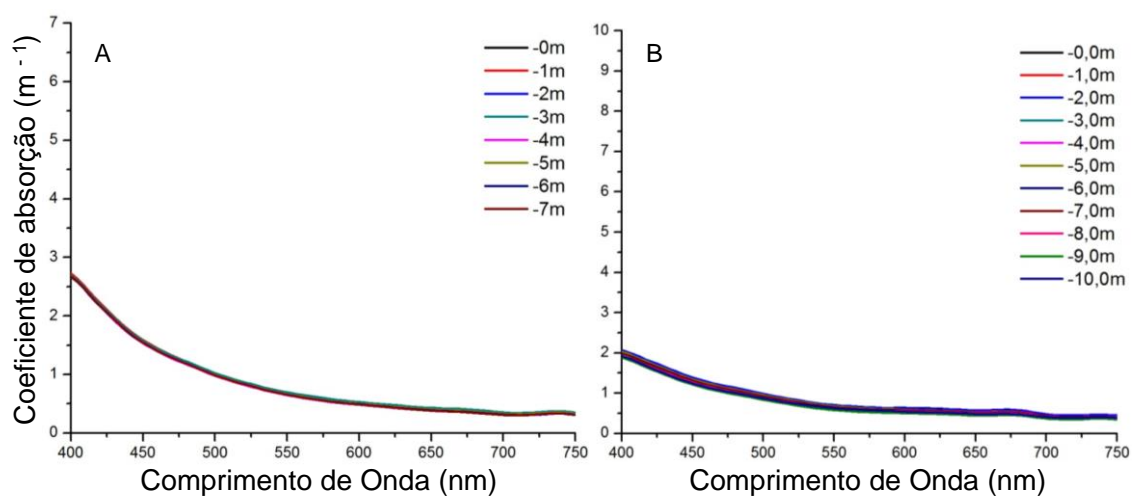 Coeficiente de absorção (m - 1)
7
6
5
4
3
2
1
0
A
-0m
-1m
-2m
-3m
-4m
-5m
-6m
-7m
400 450 500 550 600 650 700 750
Comprimento de Onda (nm)
10
9
8
7
6
5
4
3
2
1
0
B
-0,0m
-1,0m
-2,0m
-3,0m
-4,0m
-5,0m
-6,0m
-7,0m
-8,0m
-9,0m
-10,0m
400 450 500 550 600 650 700 750
Comprimento de Onda (nm)